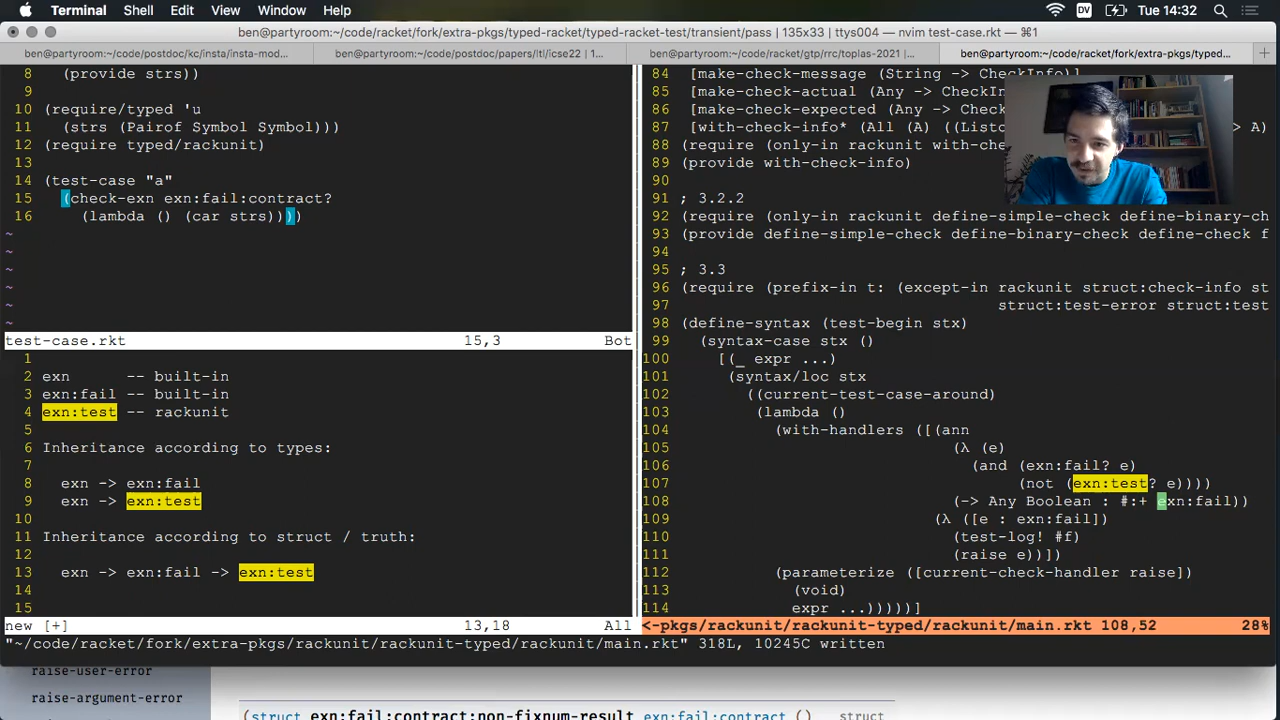 Terminal Shell Edit View Window Help DV Tue 14:32
ben@partyroom:~/code/racket/fork/extra-pkgs/typed-racket/typed-racket-test/transient/pass | 135x33 | ttys004 — nvim test-case.rkt — ⌘1
ben@partyroom:~/code/postdoc/kc/insta/insta-mod... ben@partyroom:~/code/postdoc/papers/lti/icse22 | 1... ben@partyroom:~/code/racket/gtp/rrc/toplas-2021 | ... ben@partyroom:~/code/racket/fork/extra-pkgs/typed...
8 (provide strs))
9
10 (require/typed 'u
11 (strs (Pairof Symbol Symbol)))
12 (require typed/rackunit)
13
14 (test-case "a"
15 (check-exn exn:fail:contract?
16 (lambda () (car strs))))
~
~
~
~
~
~
test-case.rkt 15,3 Bot
1
2 exn -- built-in
3 exn:fail -- built-in
4 exn:test -- rackunit
6 Inheritance according to types:
7
8 exn -> exn:fail
9 exn -> exn:test
10
11 Inheritance according to struct / truth:
12
13 exn -> exn:fail -> exn:test
14
15
new [+] 13,18 All
84 [make-check-message (String -> CheckInfo)]
85 [make-check-actual (Any -> CheckIn
86 [make-check-expected (Any -> Check
87 [with-check-info* (All (A) ((Listo > A)
88 (require (only-in rackunit with-che
89 (provide with-check-info)
90
91 ; 3.2.2
92 (require (only-in rackunit define-simple-check define-binary-ch
93 (provide define-simple-check define-binary-check define-check f
94
95 ; 3.3
96 (require (prefix-in t: (except-in rackunit struct:check-info st
97 struct:test-error struct:test
98 (define-syntax (test-begin stx)
99 (syntax-case stx ()
100 [(_ expr ...)
101 (syntax/loc stx
102 ((current-test-case-around)
103 (lambda ()
104 (with-handlers ([(ann
105 (λ (e)
106 (and (exn:fail? e)
107 (not (exn:test? e))))
108 (-> Any Boolean : #:+ exn:fail))
109 (λ ([e : exn:fail])
110 (test-log! #f)
111 (raise e))])
112 (parameterize ([current-check-handler raise])
113 (void)
114 expr ...)))))]
<-pkgs/rackunit/rackunit-typed/rackunit/main.rkt 108,52 28%
"~/code/racket/fork/extra-pkgs/rackunit/rackunit-typed/rackunit/main.rkt" 318L, 10245C written
raise-user-error
raise-argument-error
(struct exn:fail:contract:non-fixnum-result exn:fail:contract () struct